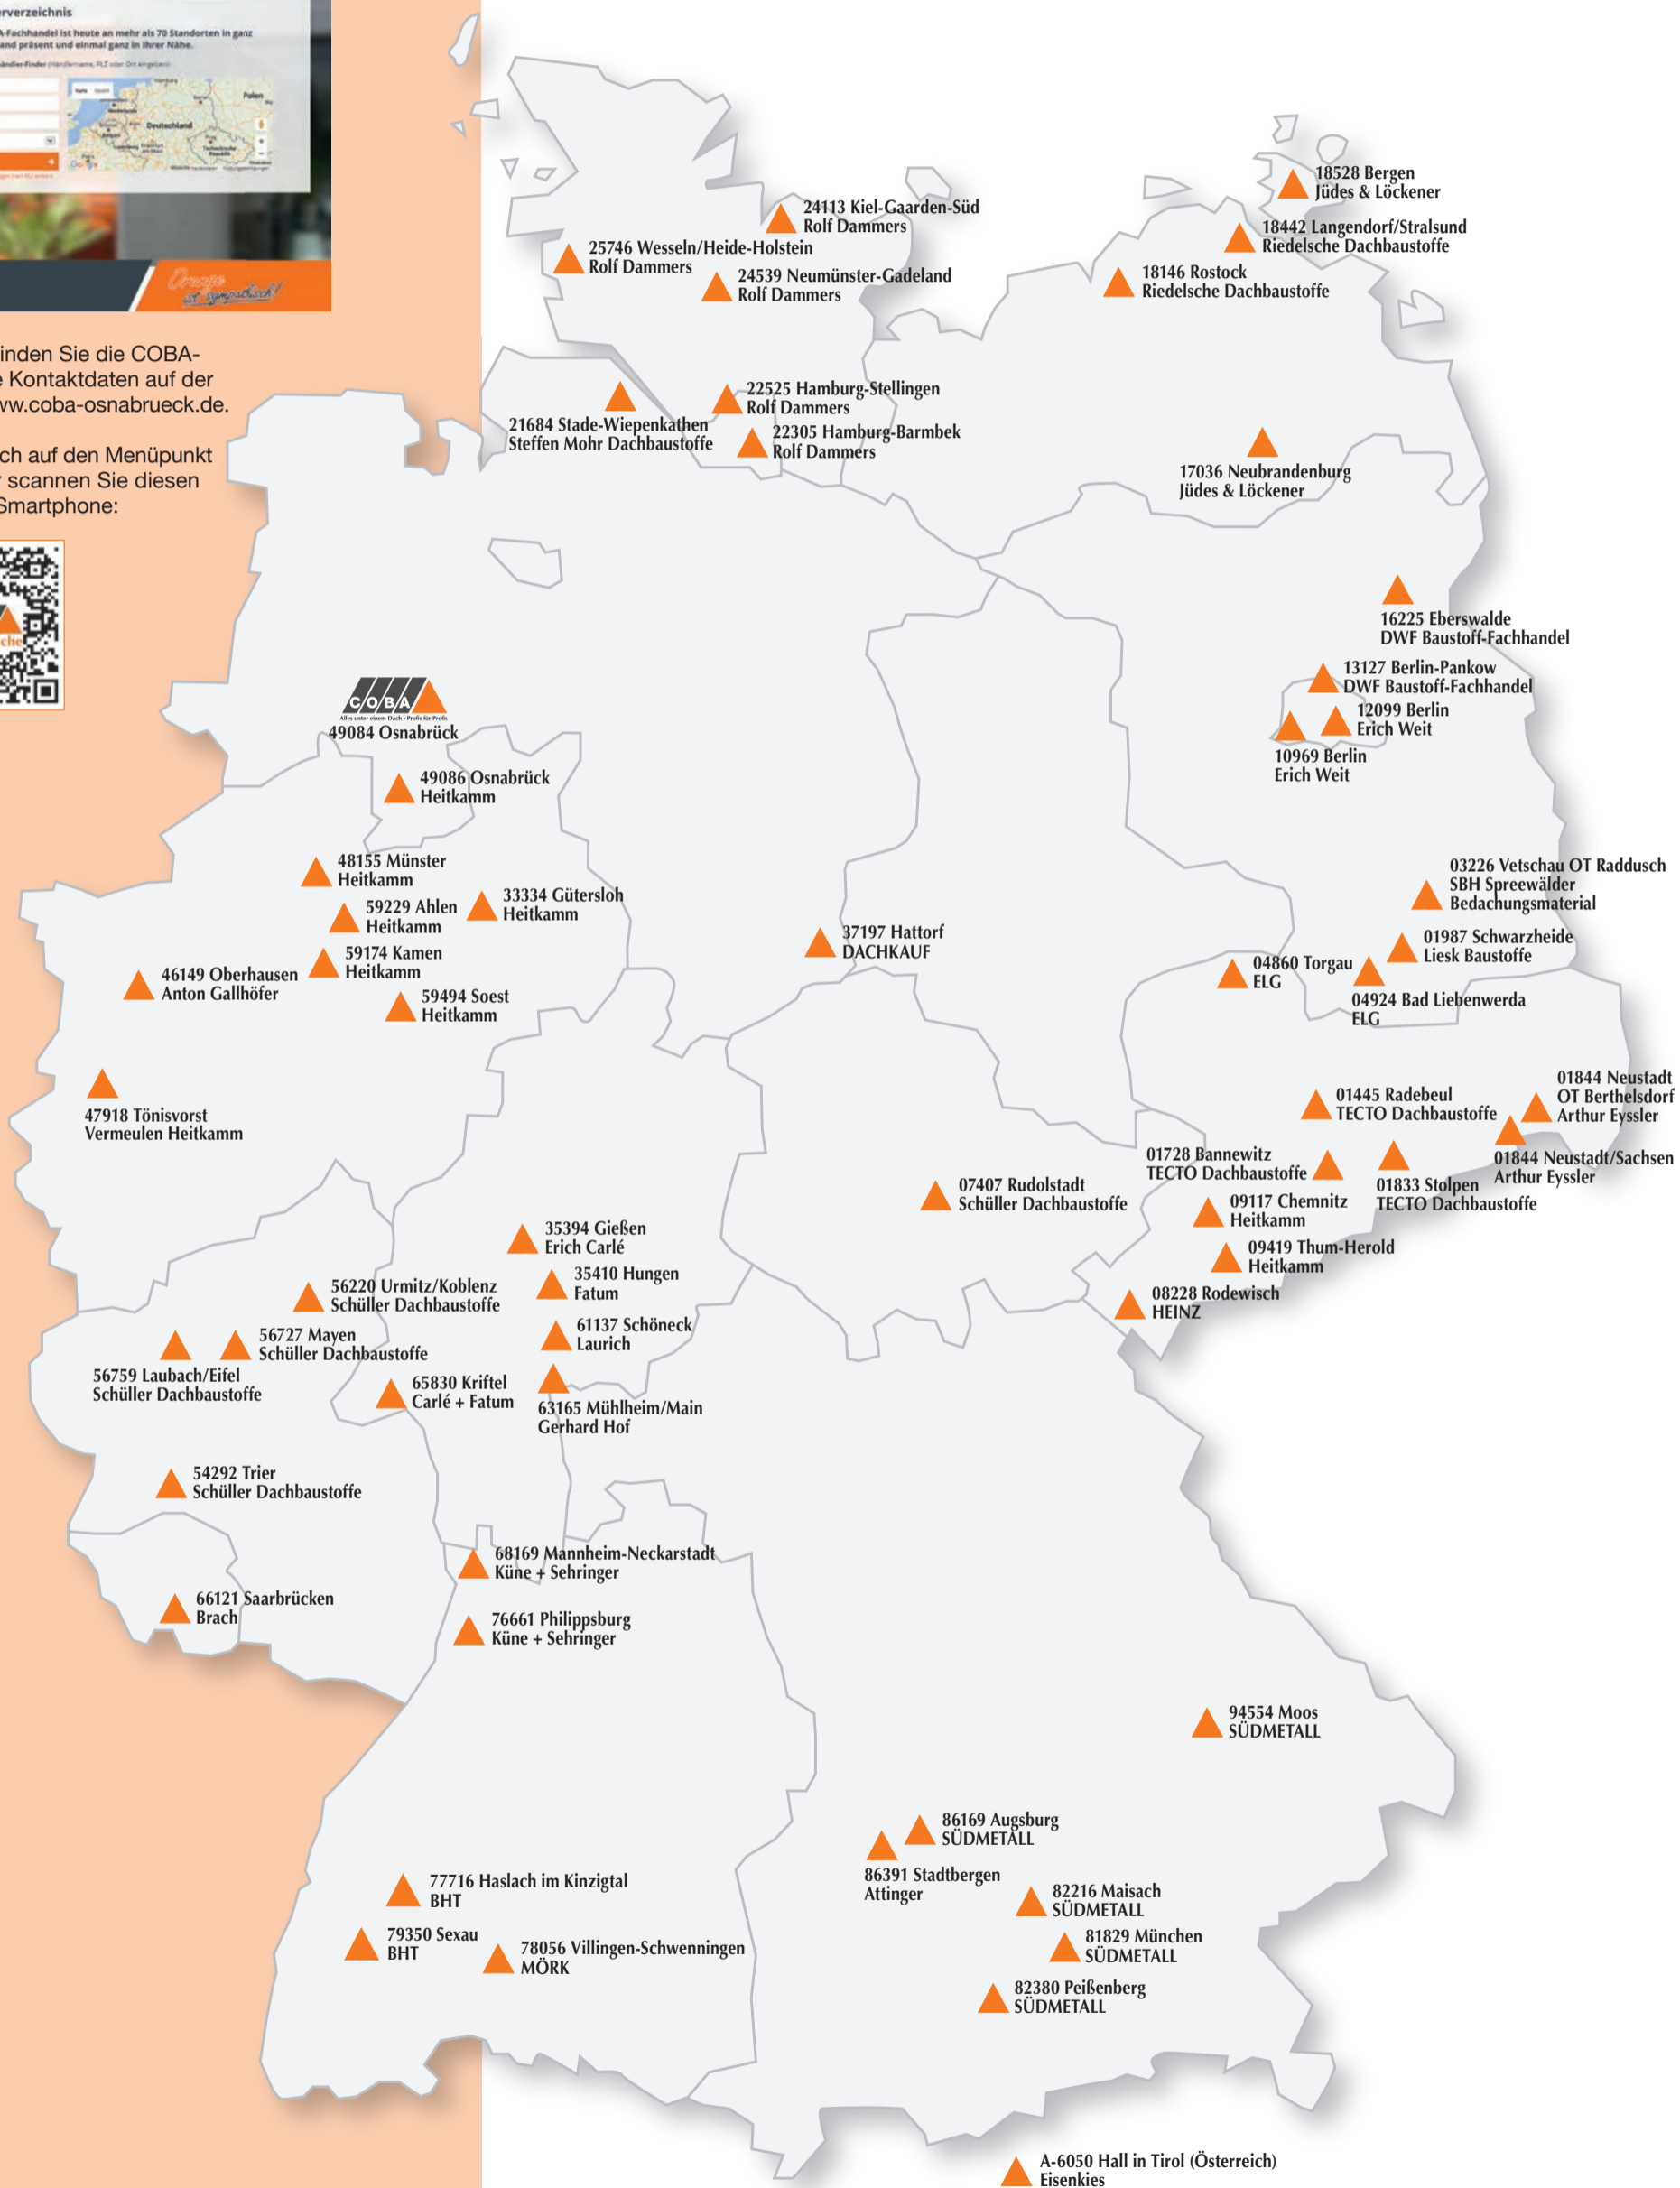 rverzeichnis
A-Fachhandel ist heute an mehr als 70 Standorten in ganz
and präsent und einmal ganz in Ihrer Nähe.
Polen
Deutschland
Orange
ist sympathisch!
inden Sie die COBA-
e Kontaktdaten auf der
ww.coba-osnabrueck.de.
ch auf den Menüpunkt
r scannen Sie diesen
Smartphone:
che
18528 Bergen
Jüdes & Löckener
24113 Kiel-Gaarden-Süd
Rolf Dammers
18442 Langendorf/Stralsund
Riedelsche Dachbaustoffe
25746 Wesseln/Heide-Holstein
Rolf Dammers
24539 Neumünster-Gadeland
Rolf Dammers
18146 Rostock
Riedelsche Dachbaustoffe
22525 Hamburg-Stellingen
Rolf Dammers
21684 Stade-Wiepenkathen
Steffen Mohr Dachbaustoffe
22305 Hamburg-Barmbek
Rolf Dammers
17036 Neubrandenburg
Jüdes & Löckener
16225 Eberswalde
DWF Baustoff-Fachhandel
13127 Berlin-Pankow
DWF Baustoff-Fachhandel
12099 Berlin
Erich Weit
10969 Berlin
Erich Weit
COBA
Alles unter einem Dach • Profis für Profis
49084 Osnabrück
49086 Osnabrück
Heitkamm
48155 Münster
Heitkamm
33334 Gütersloh
Heitkamm
59229 Ahlen
Heitkamm
59174 Kamen
Heitkamm
46149 Oberhausen
Anton Gallhöfer
59494 Soest
Heitkamm
37197 Hattorf
DACHKAUF
03226 Vetschau OT Raddusch
SBH Spreewälder
Bedachungsmaterial
01987 Schwarzheide
Liesk Baustoffe
04860 Torgau
ELG
04924 Bad Liebenwerda
ELG
47918 Tönisvorst
Vermeulen Heitkamm
01445 Radebeul
TECTO Dachbaustoffe
01844 Neustadt
OT Berthelsdorf
Arthur Eyssler
01844 Neustadt/Sachsen
Arthur Eyssler
01728 Bannewitz
TECTO Dachbaustoffe
01833 Stolpen
TECTO Dachbaustoffe
07407 Rudolstadt
Schüller Dachbaustoffe
09117 Chemnitz
Heitkamm
09419 Thum-Herold
Heitkamm
08228 Rodewisch
HEINZ
35394 Gießen
Erich Carlé
35410 Hungen
Fatum
56220 Urmitz/Koblenz
Schüller Dachbaustoffe
61137 Schöneck
Laurich
56727 Mayen
Schüller Dachbaustoffe
56759 Laubach/Eifel
Schüller Dachbaustoffe
65830 Kriftel
Carlé + Fatum
63165 Mühlheim/Main
Gerhard Hof
54292 Trier
Schüller Dachbaustoffe
68169 Mannheim-Neckarstadt
Küne + Sehringer
66121 Saarbrücken
Brach
76661 Philippsburg
Küne + Sehringer
94554 Moos
SÜDMETALL
86169 Augsburg
SÜDMETALL
86391 Stadtbergen
Attinger
77716 Haslach im Kinzigtal
BHT
82216 Maisach
SÜDMETALL
79350 Sexau
BHT
78056 Villingen-Schwenningen
MÖRK
81829 München
SÜDMETALL
82380 Peißenberg
SÜDMETALL
A-6050 Hall in Tirol (Österreich)
Eisenkies